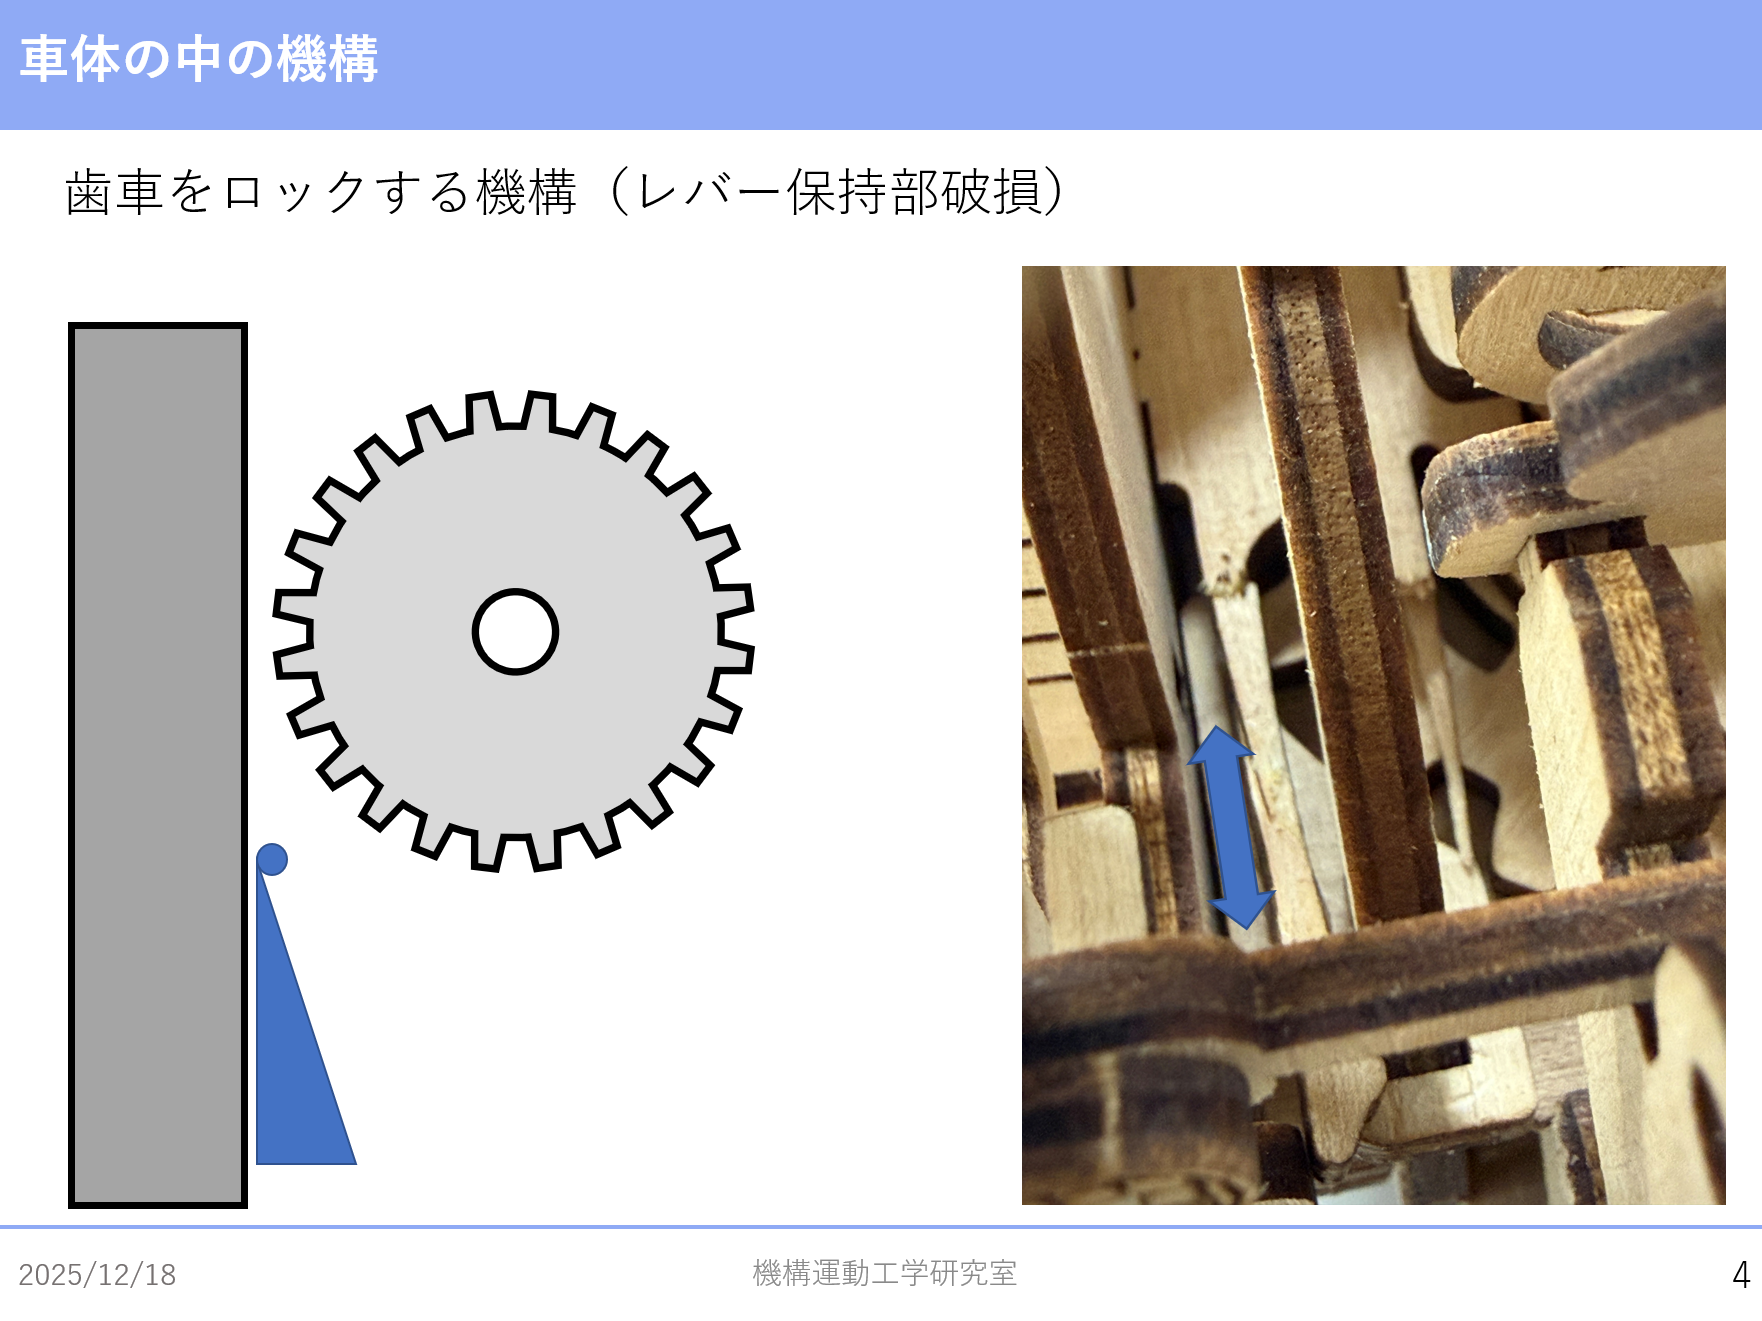 車体の中の機構
歯車をロックする機構（レバー保持部破損）
2025/12/18
機構運動工学研究室
4